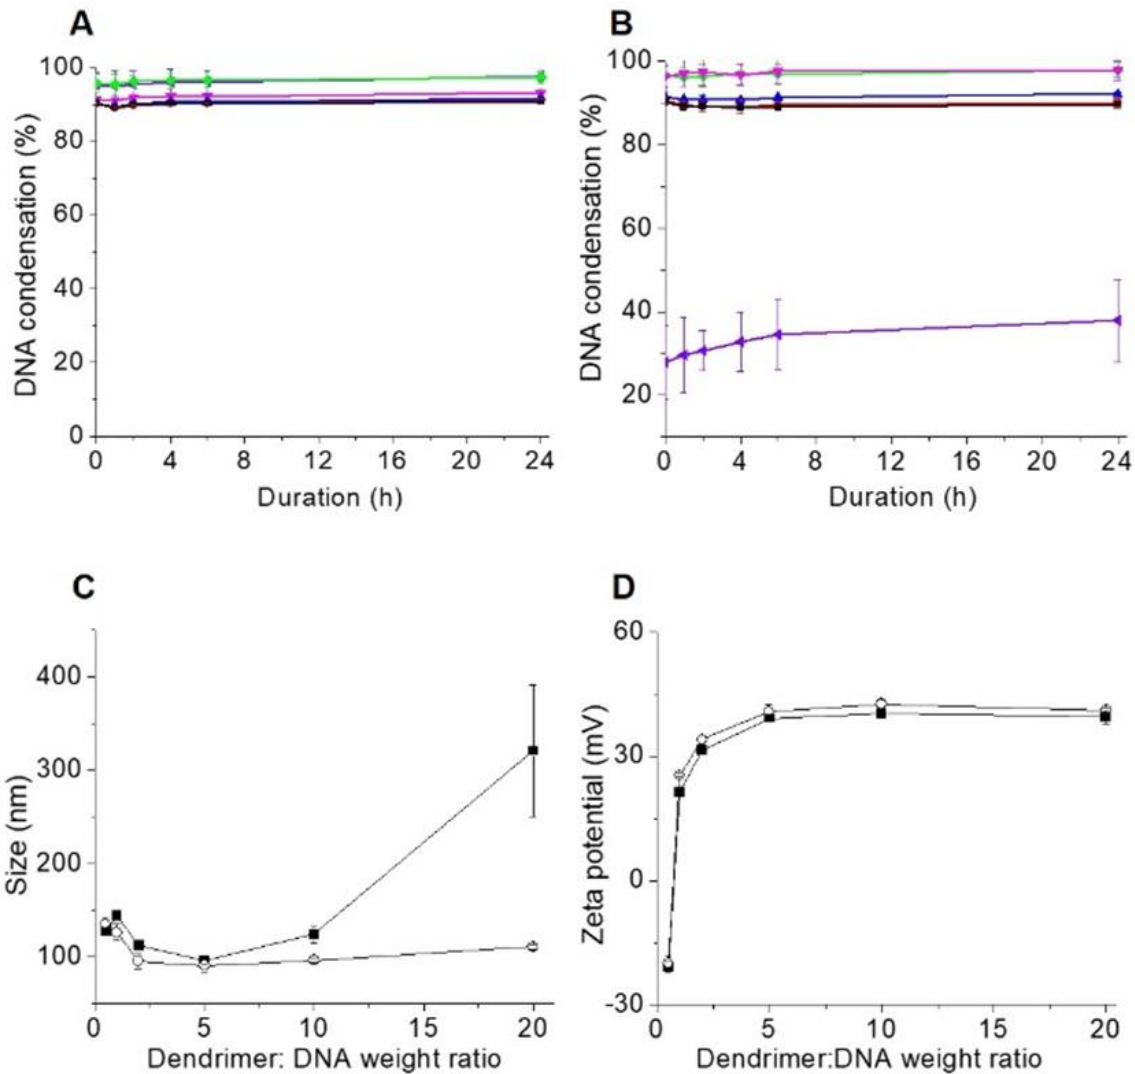 A
DNA condensation (%)
100
80
60
40
20
0
0 4 8 12 16 20 24
Duration (h)
B
DNA condensation (%)
100
80
60
40
20
0 4 8 12 16 20 24
Duration (h)
C
Size (nm)
400
300
200
100
0 5 10 15 20
Dendrimer: DNA weight ratio
D
Zeta potential (mV)
60
30
0
-30
0 5 10 15 20
Dendrimer:DNA weight ratio